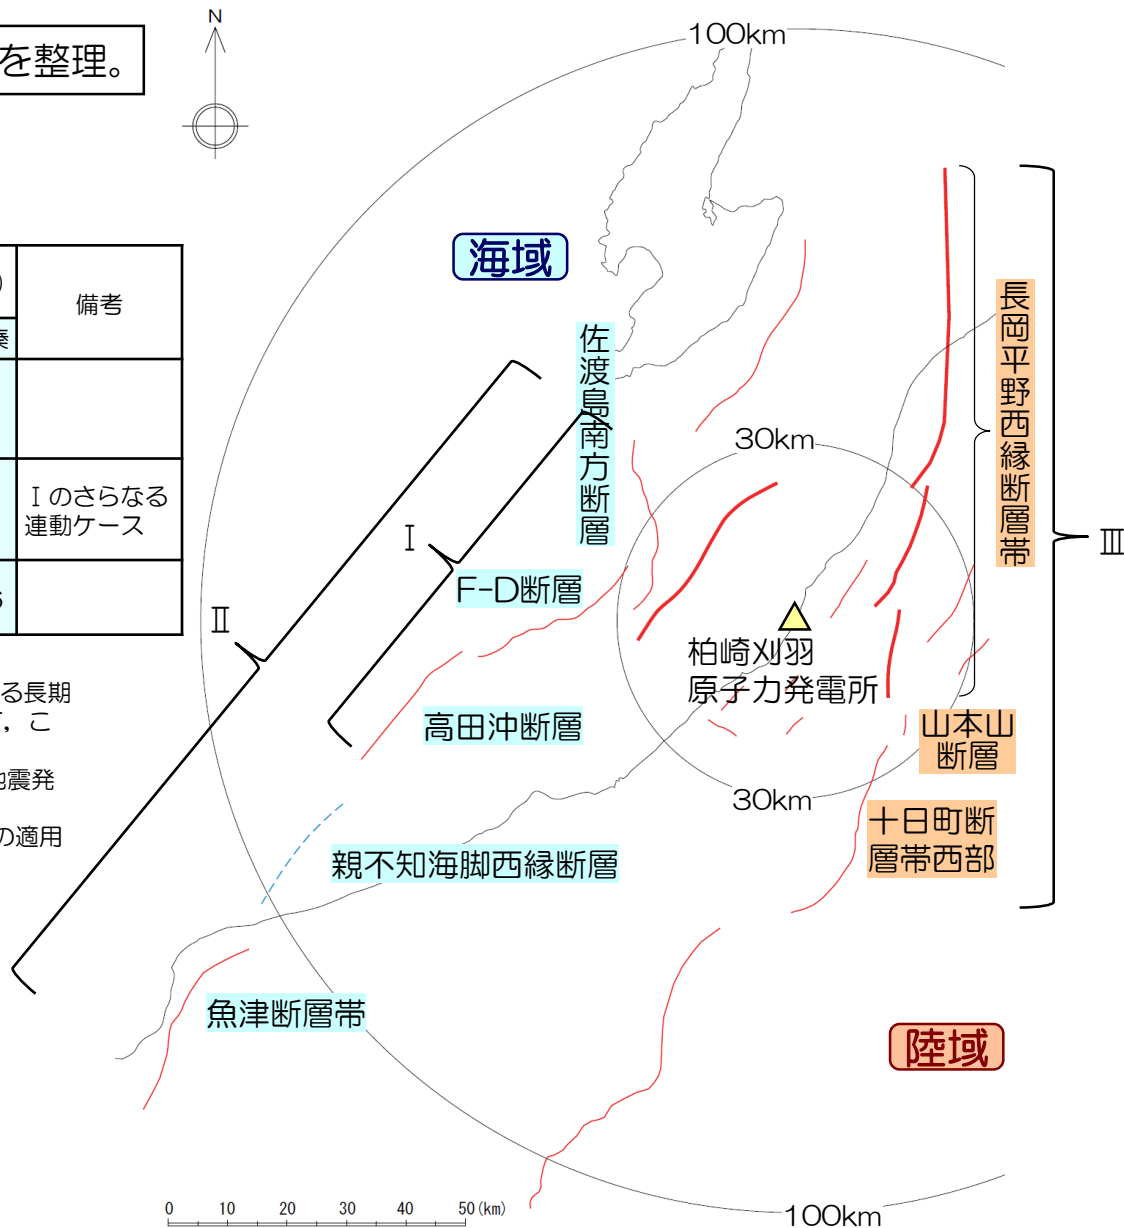 を整理。
N
100km
海域
)
備考
Ⅰのさらなる
連動ケース
る長期
，こ
震発
の適用
佐渡島南方断層
長岡平野西縁断層帯
30km
Ⅰ
Ⅱ
Ⅲ
F-D断層
柏崎刈羽
原子力発電所
高田沖断層
山本山
断層
30km
十日町断
層帯西部
親不知海脚西縁断層
魚津断層帯
陸域
0 10 20 30 40 50(km)
100km